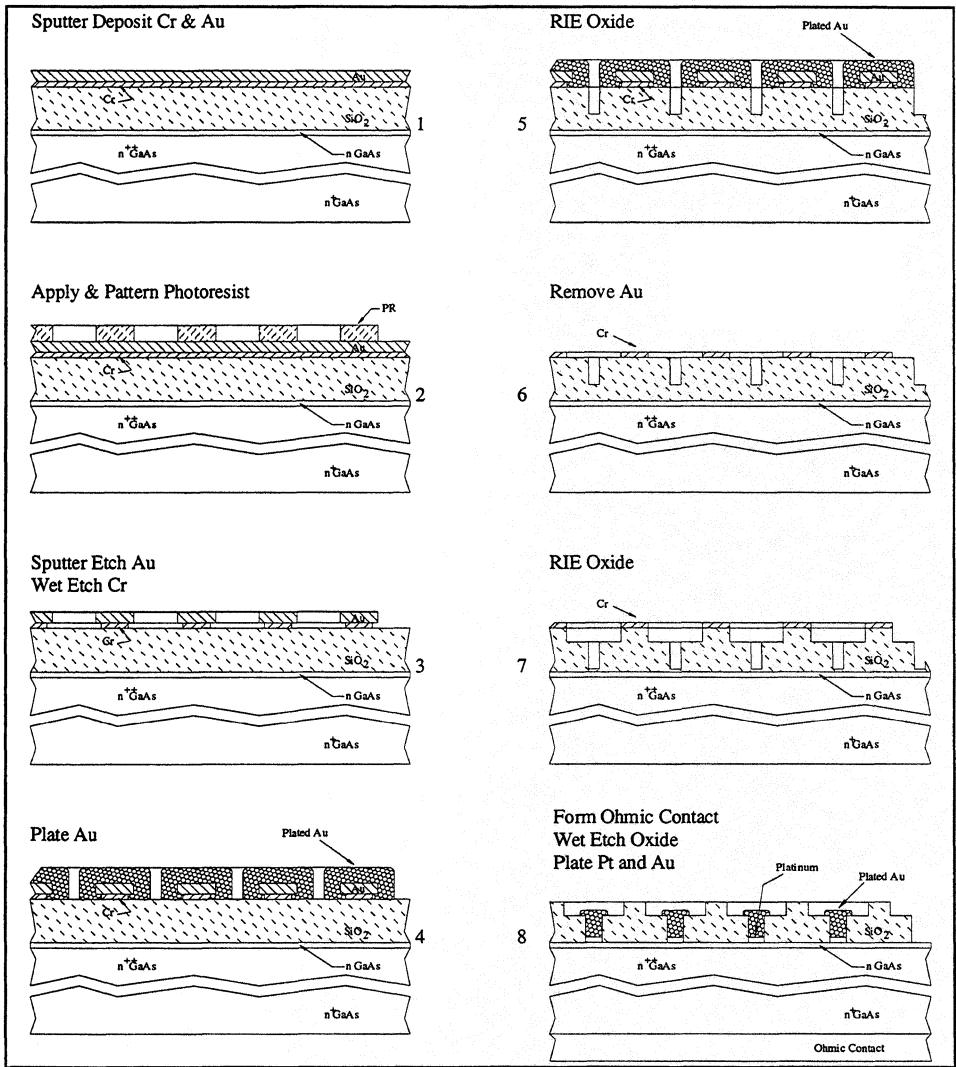 Sputter Deposit Cr & Au
Au
Cr
SiO2
1
n++GaAs
n GaAs
n+GaAs
Apply & Pattern Photoresist
PR
Au
Cr
SiO2
2
n++GaAs
n GaAs
n+GaAs
Sputter Etch Au
Wet Etch Cr
Au
Cr
SiO2
3
n++GaAs
n GaAs
n+GaAs
Plate Au
Plated Au
Au
Cr
SiO2
4
n++GaAs
n GaAs
n+GaAs
RIE Oxide
Plated Au
Au
Cr
SiO2
5
n++GaAs
n GaAs
n+GaAs
Remove Au
Cr
SiO2
6
n++GaAs
n GaAs
n+GaAs
RIE Oxide
Cr
SiO2
7
n++GaAs
n GaAs
n+GaAs
Form Ohmic Contact
Wet Etch Oxide
Plate Pt and Au
Platinum
Plated Au
SiO2
8
n++GaAs
n GaAs
n+GaAs
Ohmic Contact